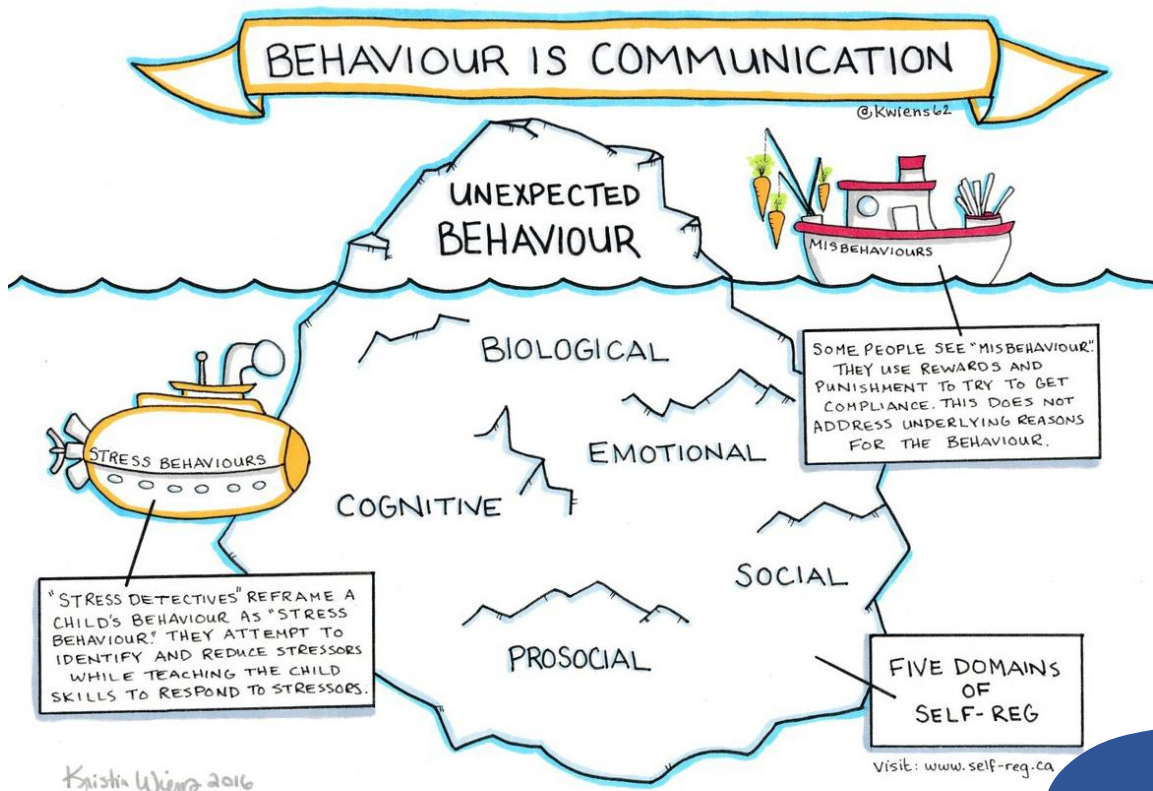 BEHAVIOUR IS COMMUNICATION
@Kwiens62
UNEXPECTED
BEHAVIOUR
MISBEHAVIOURS
BIOLOGICAL
SOME PEOPLE SEE "MISBEHAVIOUR".
THEY USE REWARDS AND
PUNISHMENT TO TRY TO GET
COMPLIANCE. THIS DOES NOT
ADDRESS UNDERLYING REASONS
FOR THE BEHAVIOUR.
EMOTIONAL
STRESS BEHAVIOURS
COGNITIVE
SOCIAL
"STRESS DETECTIVES" REFRAME A
CHILD'S BEHAVIOUR AS "STRESS
BEHAVIOUR". THEY ATTEMPT TO
IDENTIFY AND REDUCE STRESSORS
WHILE TEACHING THE CHILD
SKILLS TO RESPOND TO STRESSORS.
PROSOCIAL
FIVE DOMAINS
OF
SELF-REG
Kristin Wiens 2016
Visit: www.self-reg.ca